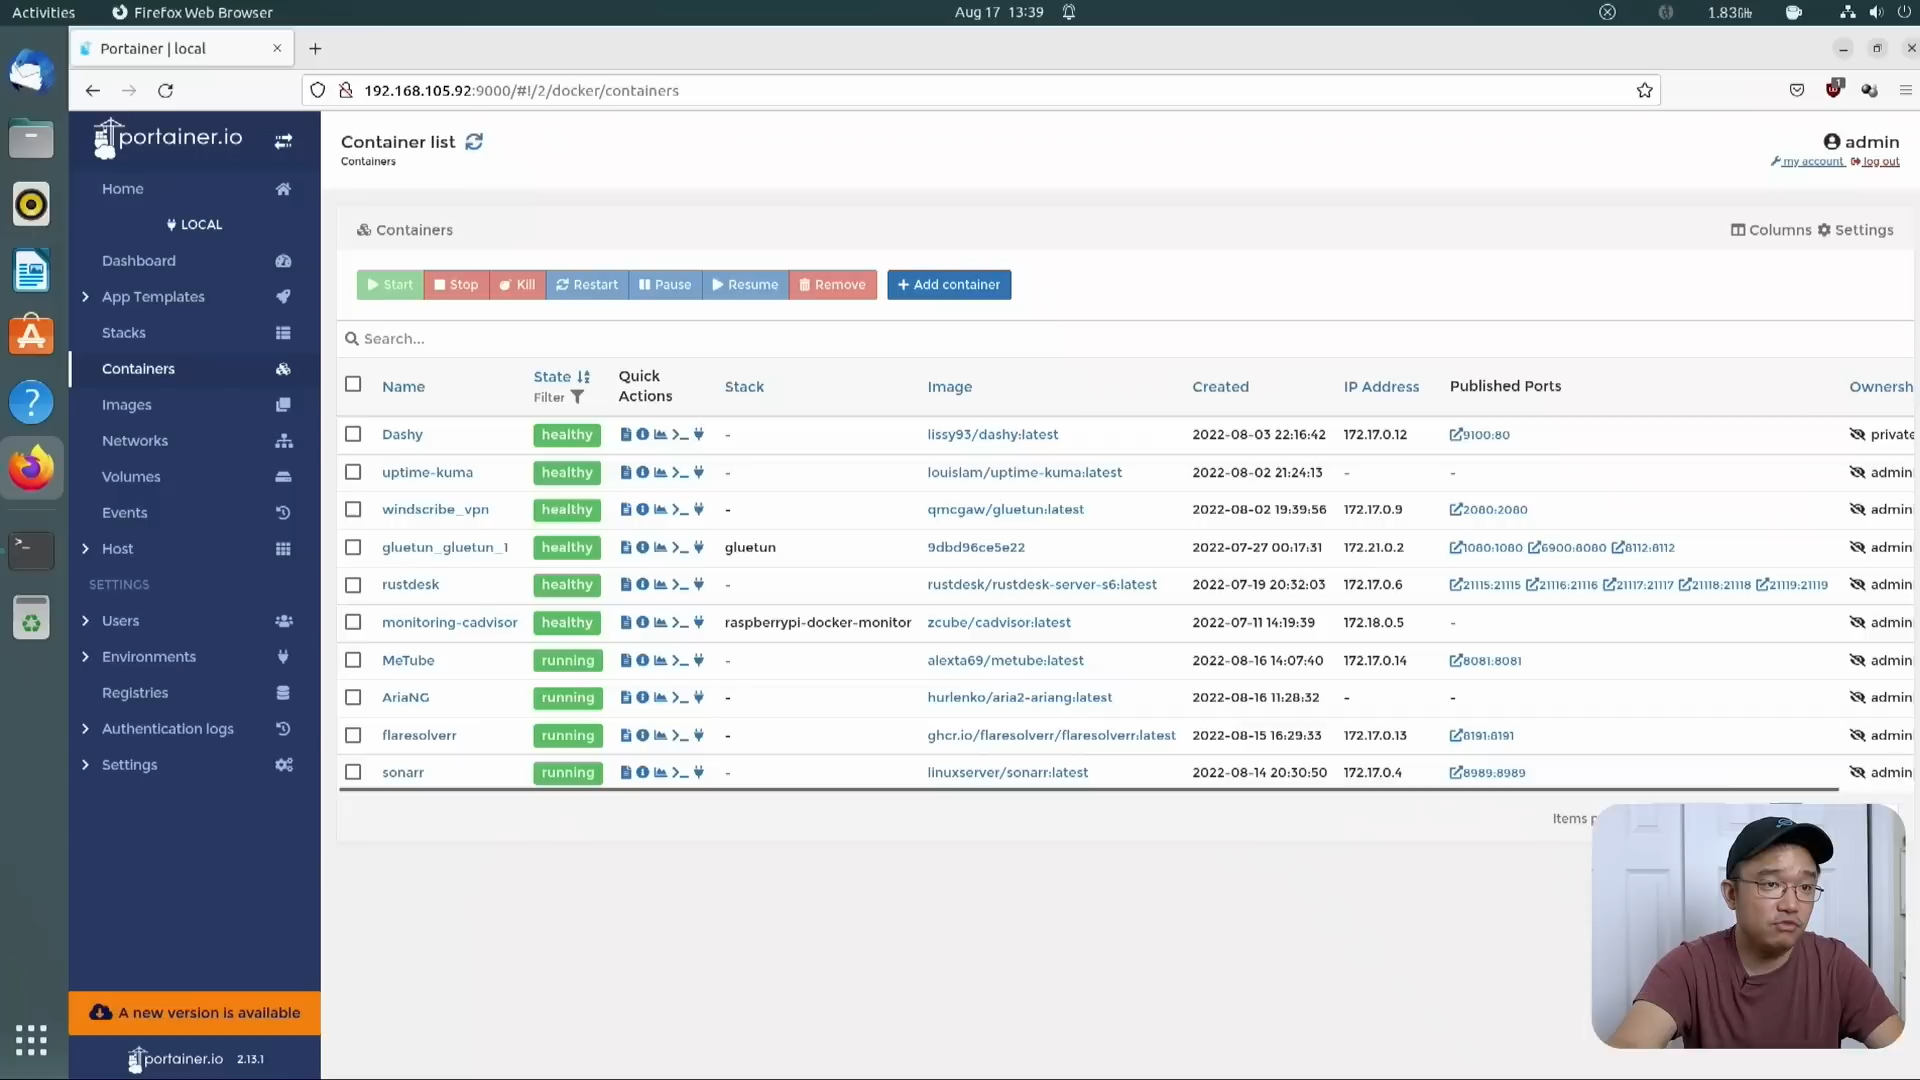 Activities
Firefox Web Browser
Aug 17 13:39
1.83GHz
Portainer | local
192.168.105.92:9000/#!/2/docker/containers
1
portainer.io
Home
LOCAL
Dashboard
App Templates
Stacks
Containers
Images
Networks
Volumes
Events
Host
SETTINGS
Users
Environments
Registries
Authentication logs
Settings
A new version is available
portainer.io 2.13.1
Container list
Containers
admin
my account log out
Containers
Columns Settings
Start Stop Kill Restart Pause Resume Remove + Add container
Search...
Name State Filter Quick Actions Stack Image Created IP Address Published Ports Ownersh
Dashy healthy - lissy93/dashy:latest 2022-08-03 22:16:42 172.17.0.12 9100:80 private
uptime-kuma healthy - louislam/uptime-kuma:latest 2022-08-02 21:24:13 - - admin
windscribe_vpn healthy - qmcgaw/gluetun:latest 2022-08-02 19:39:56 172.17.0.9 2080:2080 admin
gluetun_gluetun_1 healthy gluetun 9dbd96ce5e22 2022-07-27 00:17:31 172.21.0.2 1080:1080 6900:8080 8112:8112 admin
rustdesk healthy - rustdesk/rustdesk-server-s6:latest 2022-07-19 20:32:03 172.17.0.6 21115:21115 21116:21116 21117:21117 21118:21118 21119:21119 admin
monitoring-cadvisor healthy raspberrypi-docker-monitor zcube/cadvisor:latest 2022-07-11 14:19:39 172.18.0.5 - admin
MeTube running - alexta69/metube:latest 2022-08-16 14:07:40 172.17.0.14 8081:8081 admin
AriaNG running - hurlenko/aria2-ariang:latest 2022-08-16 11:28:32 - - admin
flaresolverr running - ghcr.io/flaresolverr/flaresolverr:latest 2022-08-15 16:29:33 172.17.0.13 8191:8191 admin
sonarr running - linuxserver/sonarr:latest 2022-08-14 20:30:50 172.17.0.4 8989:8989 admin
Items